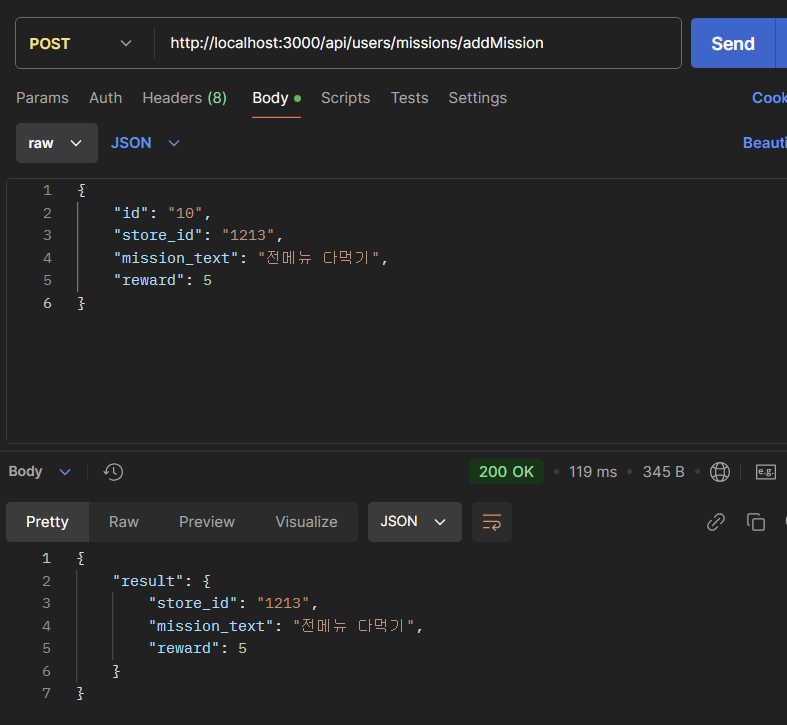 POST http://localhost:3000/api/users/missions/addMission Send
Params Auth Headers (8) Body Scripts Tests Settings Cook
raw JSON Beauti
1 {
2 "id": "10",
3 "store_id": "1213",
4 "mission_text": "전메뉴 다먹기",
5 "reward": 5
6 }
Body 200 OK 119 ms 345 B e.g.
Pretty Raw Preview Visualize JSON
1 {
2 "result": {
3 "store_id": "1213",
4 "mission_text": "전메뉴 다먹기",
5 "reward": 5
6 }
7 }